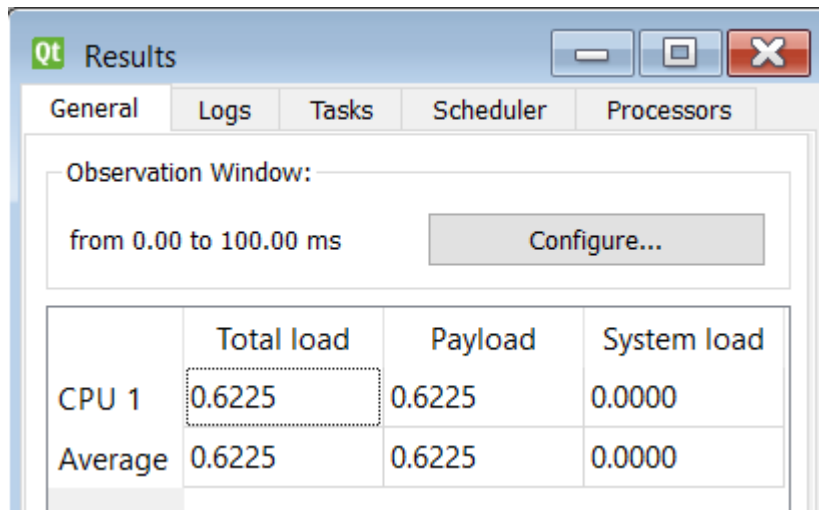 Qt Results
General Logs Tasks Scheduler Processors
Observation Window:
from 0.00 to 100.00 ms Configure...
Total load Payload System load
CPU 1 0.6225 0.6225 0.0000
Average 0.6225 0.6225 0.0000